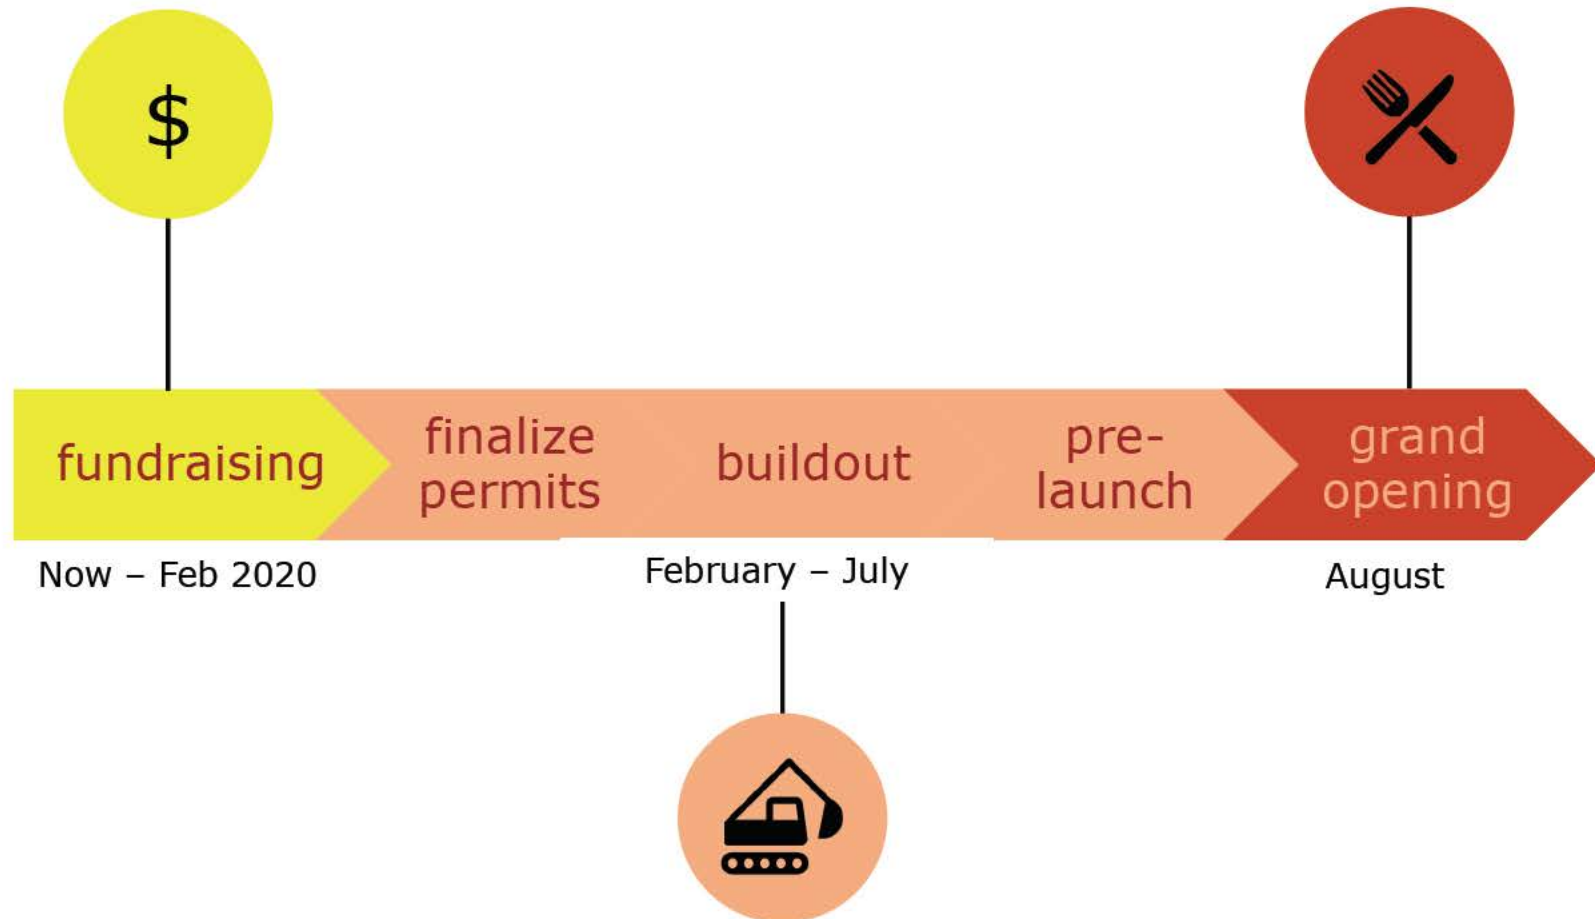 $
fundraising
finalize
permits
buildout
pre-
launch
grand
opening
Now – Feb 2020
February – July
August